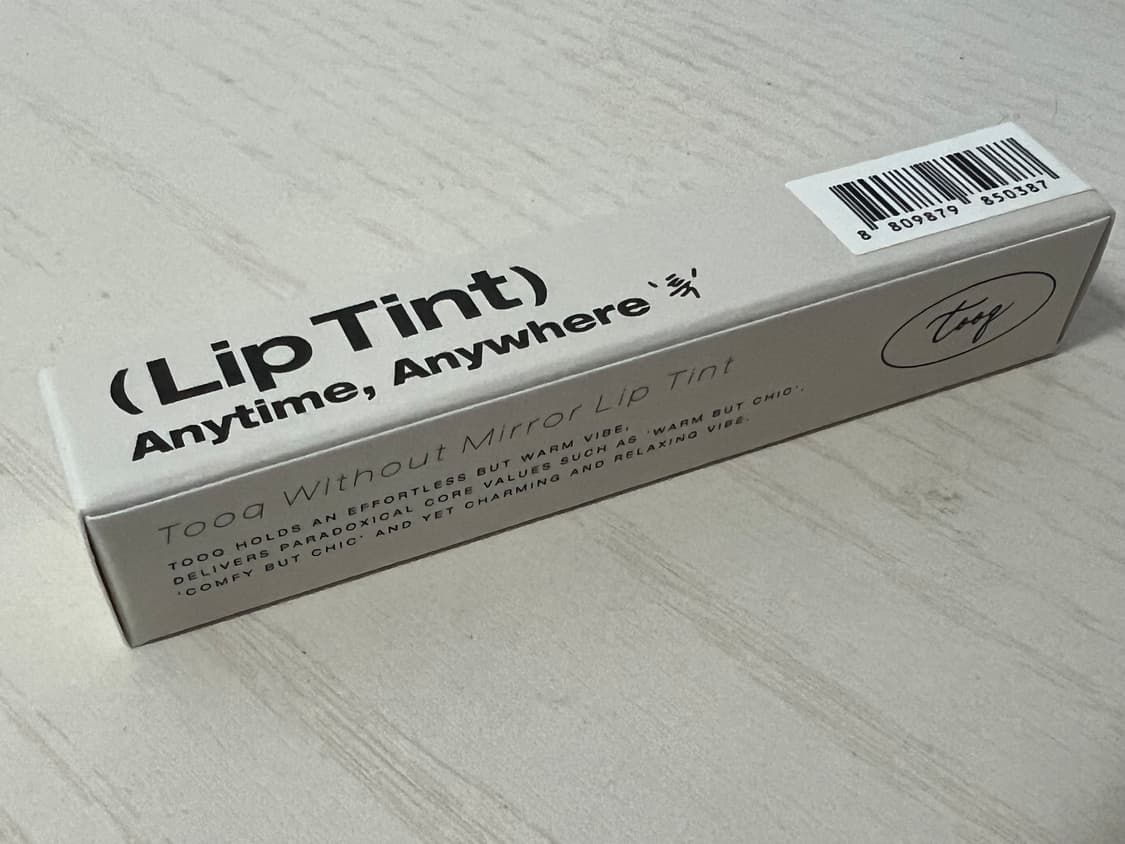 (Lip Tint)
Anytime, Anywhere '툭'
8 809879 850387
Tooq Without Mirror Lip Tint
TOOQ HOLDS AN EFFORTLESS BUT WARM VIBE,
DELIVERS PARADOXICAL CORE VALUES SUCH AS 'WARM BUT CHIC',
'COMFY BUT CHIC' AND YET CHARMING AND RELAXING VIBE.
tooq